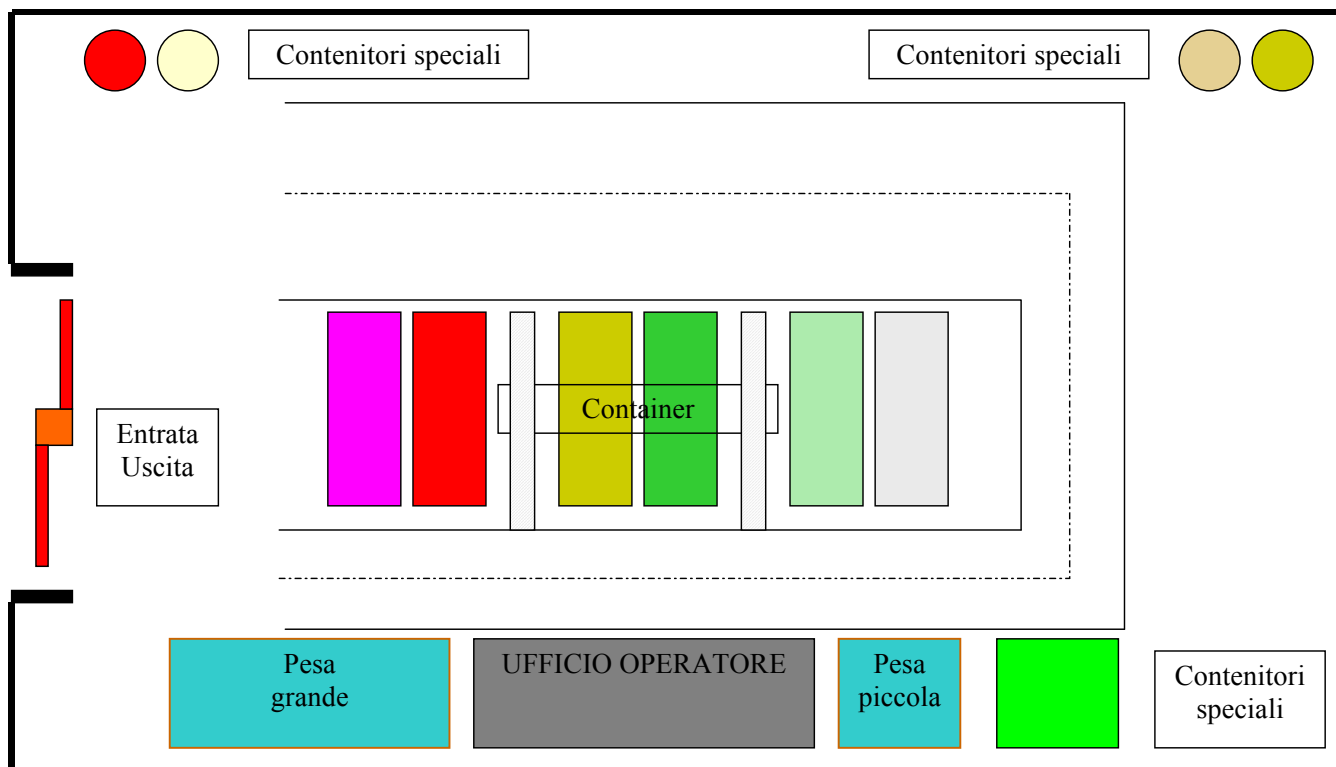 Contenitori speciali
Contenitori speciali
Container
Entrata
Uscita
Pesa
grande
UFFICIO OPERATORE
Pesa
piccola
Contenitori
speciali